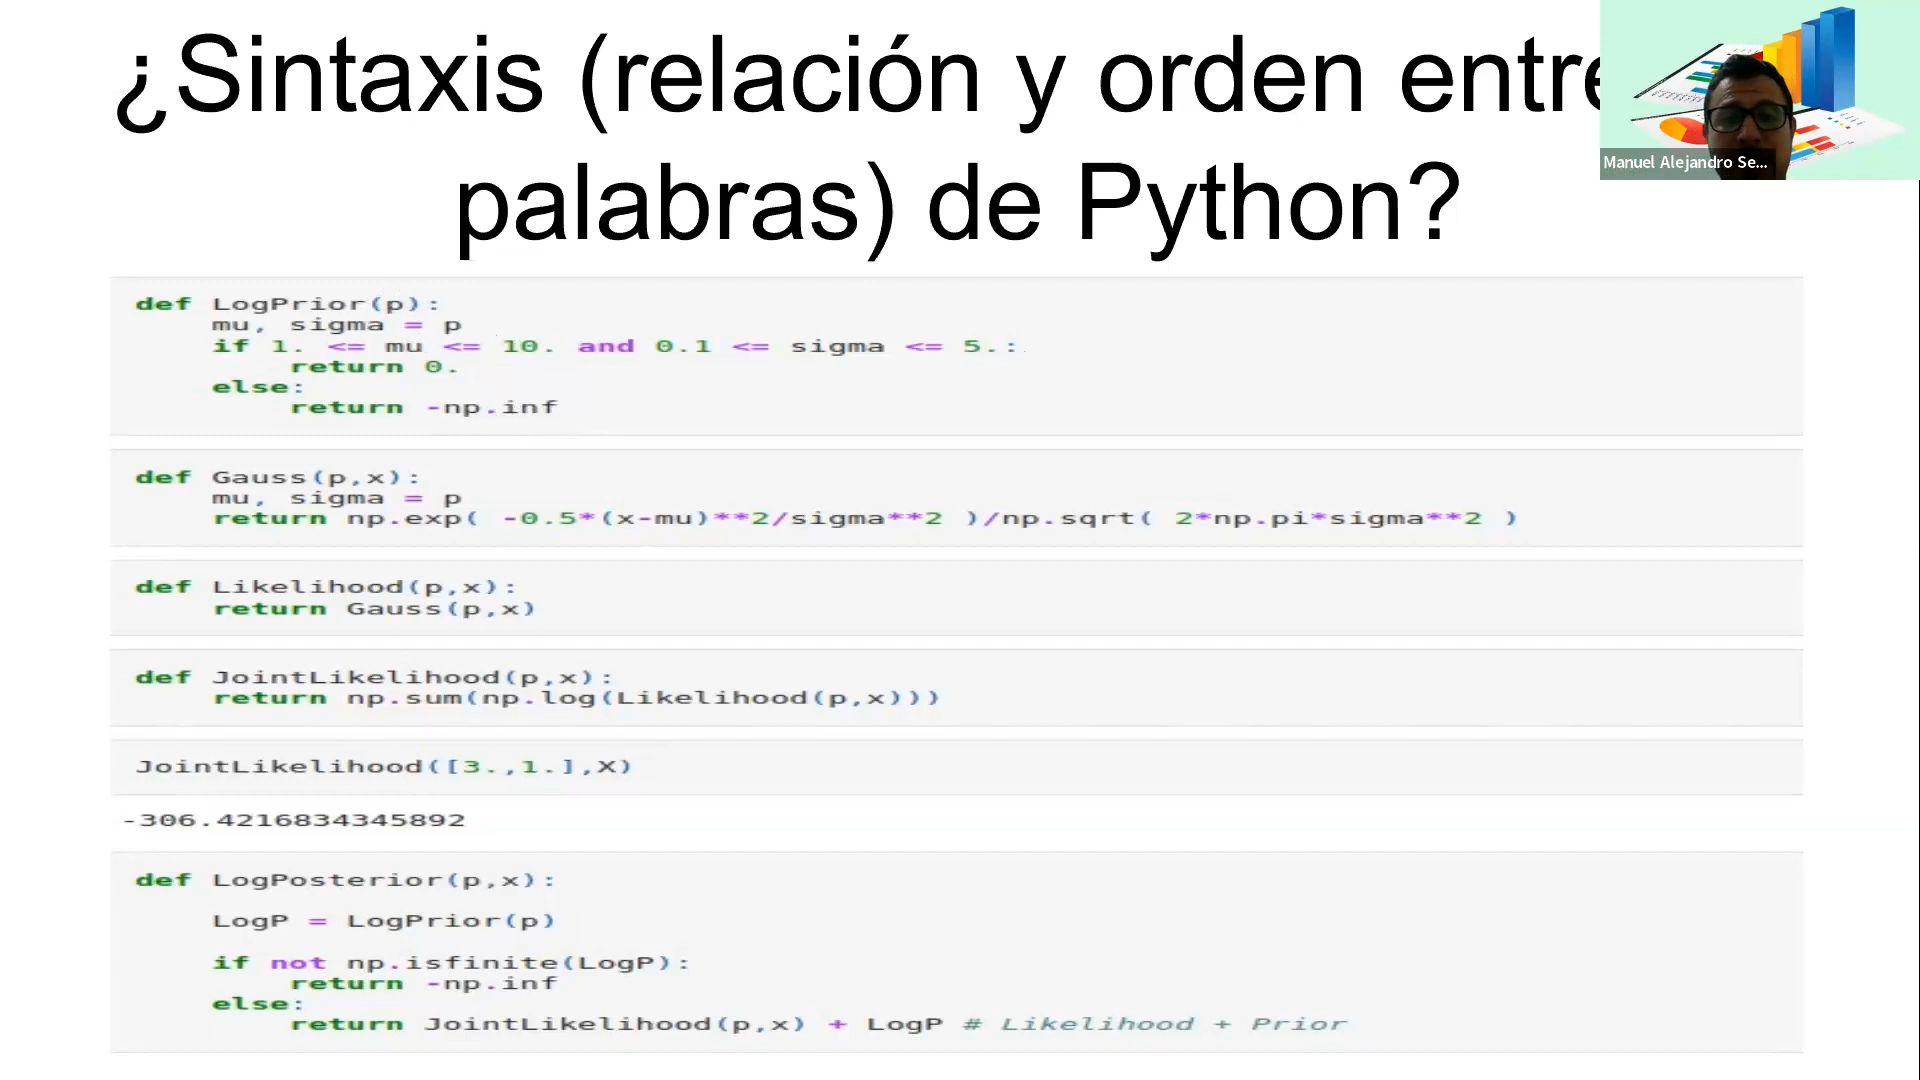 ¿Sintaxis (relación y orden entre
palabras) de Python?
Manuel Alejandro Se...
def LogPrior(p):
mu, sigma = p
if 1. <= mu <= 10. and 0.1 <= sigma <= 5.:
return 0.
else:
return -np.inf
def Gauss(p,x):
mu, sigma = p
return np.exp( -0.5*(x-mu)**2/sigma**2 )/np.sqrt( 2*np.pi*sigma**2 )
def Likelihood(p,x):
return Gauss(p,x)
def JointLikelihood(p,x):
return np.sum(np.log(Likelihood(p,x)))
JointLikelihood([3.,1.],X)
-306.4216834345892
def LogPosterior(p,x):
LogP = LogPrior(p)
if not np.isfinite(LogP):
return -np.inf
else:
return JointLikelihood(p,x) + LogP # Likelihood + Prior